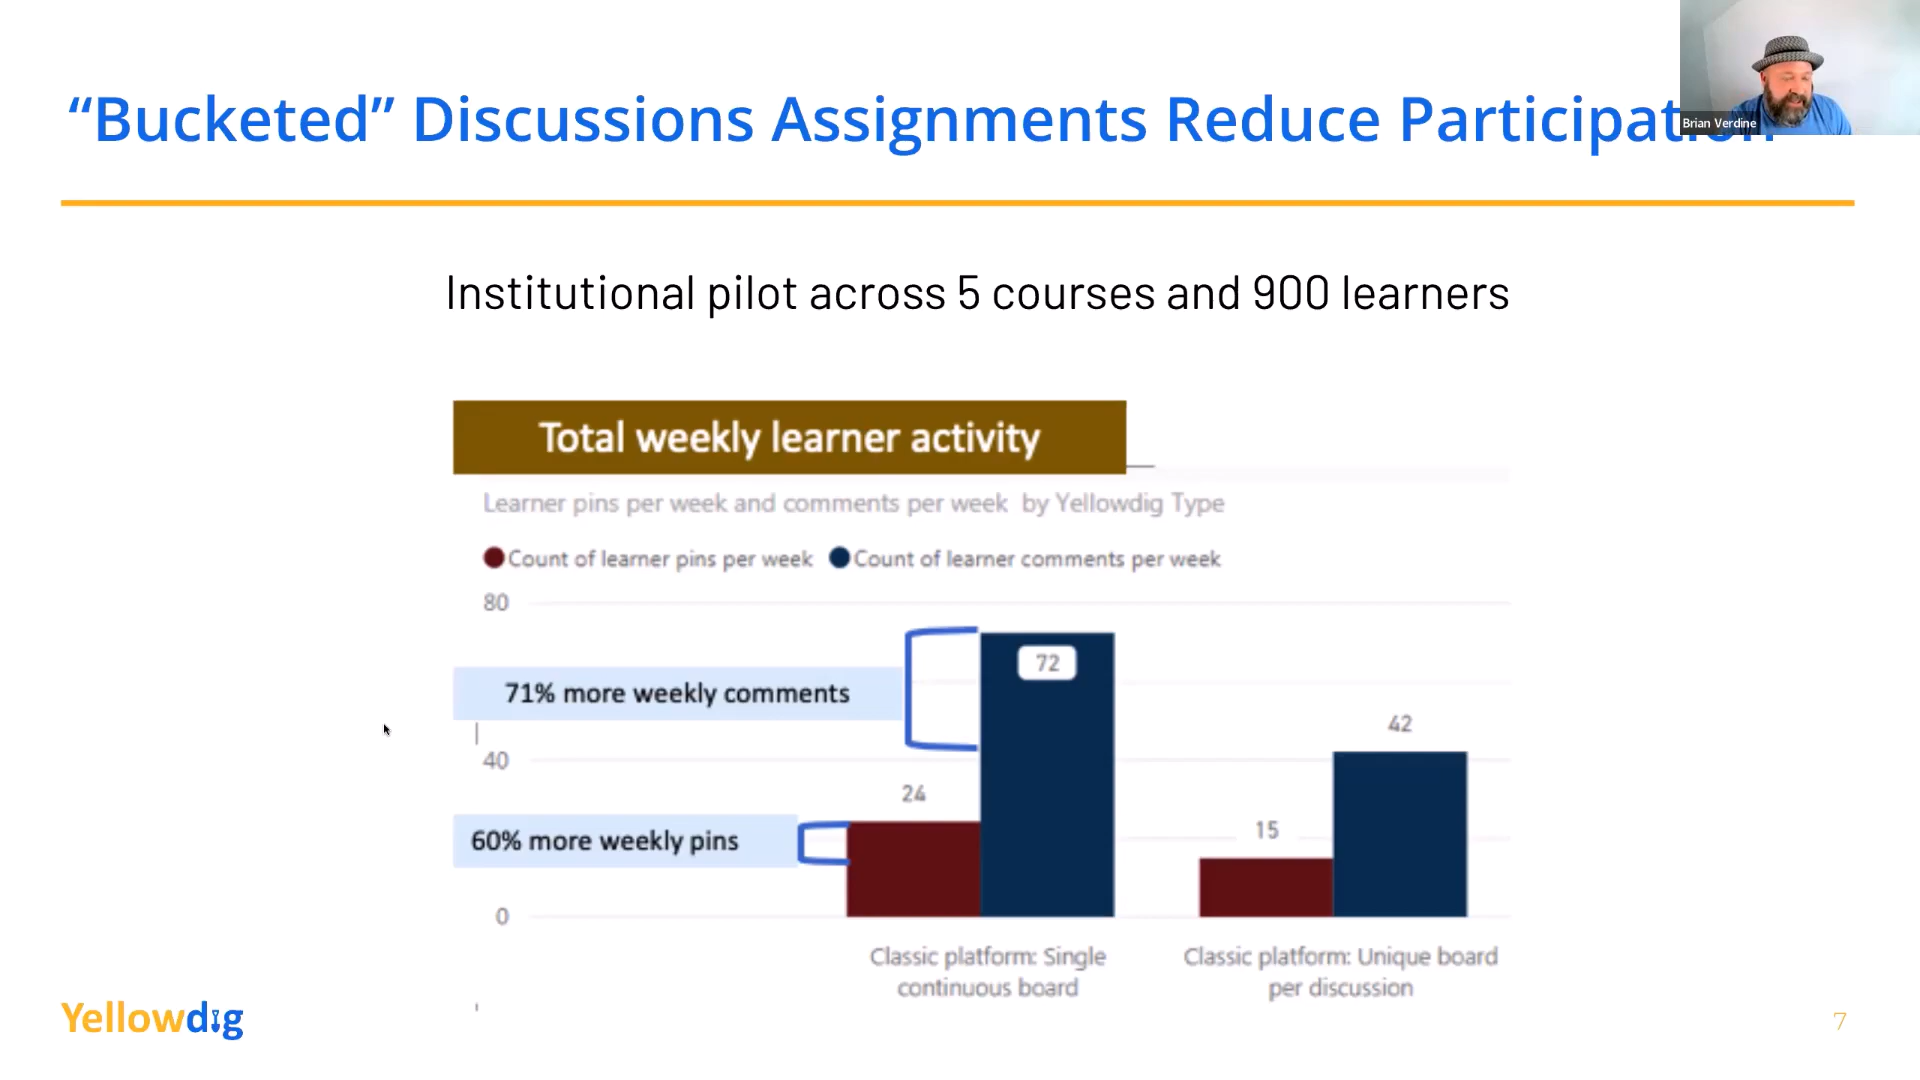 “Bucketed” Discussions Assignments Reduce Participation
Brian Verdine
Institutional pilot across 5 courses and 900 learners
Total weekly learner activity
Learner pins per week and comments per week by Yellowdig Type
Count of learner pins per week Count of learner comments per week
80
72
71% more weekly comments
42
40
24
15
60% more weekly pins
0
Classic platform: Single continuous board
Classic platform: Unique board per discussion
Yellowdig
7